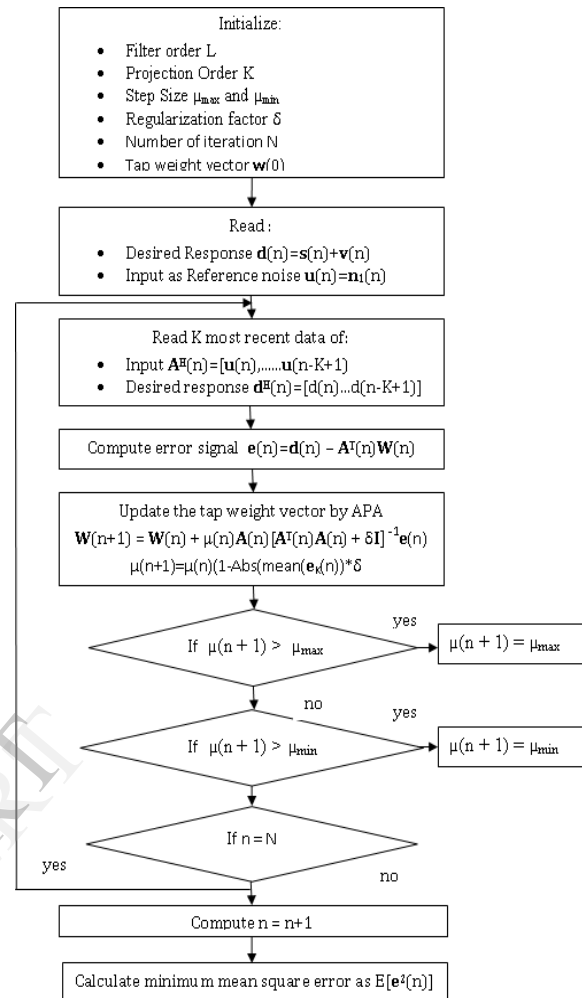 Initialize:
• Filter order L
• Projection Order K
• Step Size μmax and μmin
• Regularization factor δ
• Number of iteration N
• Tap weight vector w(0)
Read :
• Desired Response d(n)=s(n)+v(n)
• Input as Reference noise u(n)=n₁(n)
Read K most recent data of:
• Input Aᴴ(n)=[u(n),......u(n-K+1)
• Desired response dᴴ(n)=[d(n)...d(n-K+1)]
Compute error signal e(n)=d(n) – Aᵀ(n)W(n)
Update the tap weight vector by APA
W(n+1) = W(n) + μ(n)A(n)[Aᵀ(n)A(n) + δI]⁻¹e(n)
μ(n+1)=μ(n)(1-Abs(mean(eₖ(n))*δ
If μ(n + 1) > μmax
yes
μ(n + 1) = μmax
no
If μ(n + 1) > μmin
yes
μ(n + 1) = μmin
If n = N
yes
no
Compute n = n+1
Calculate minimum mean square error as E[e²(n)]